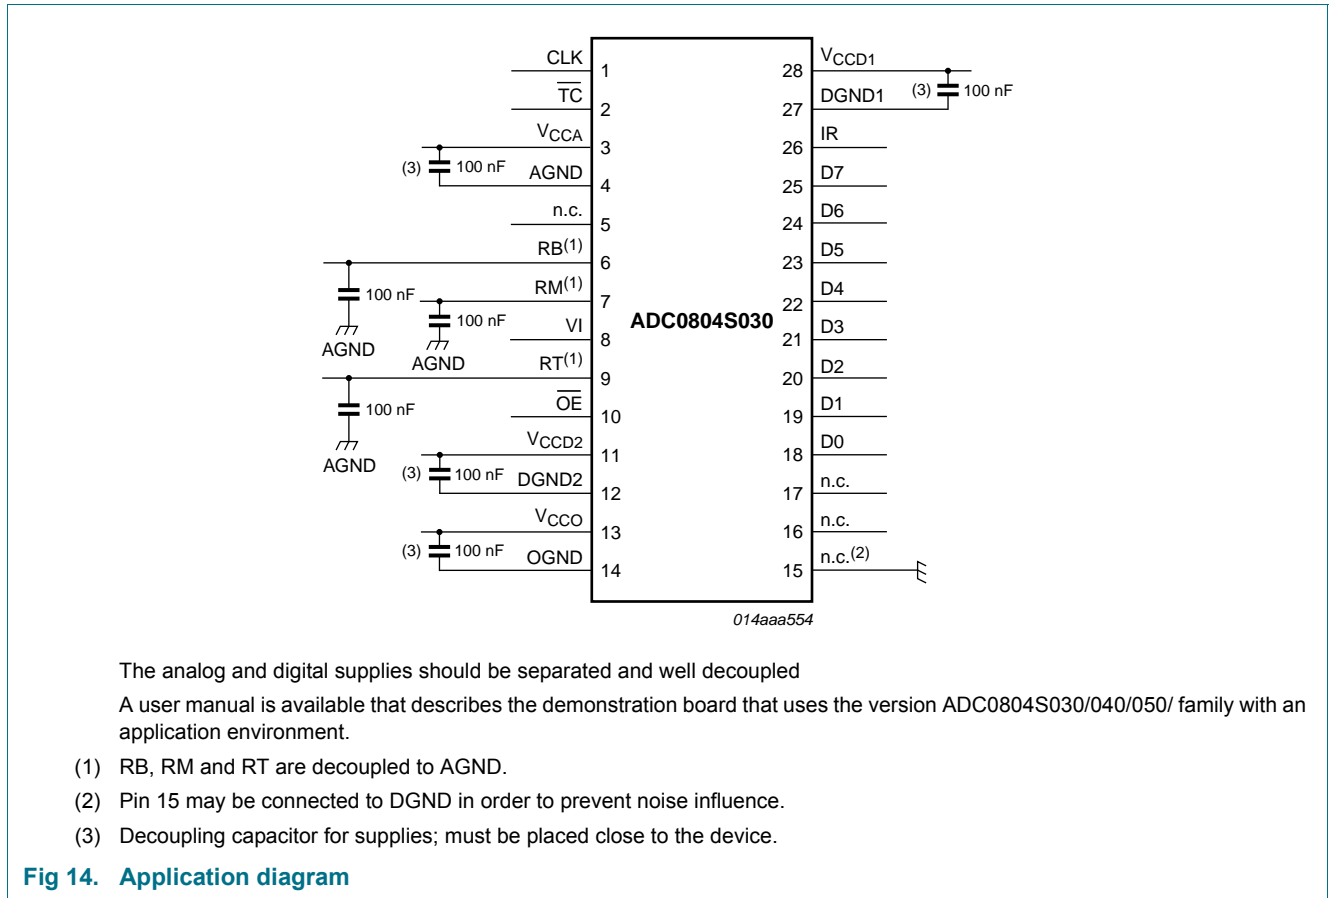 CLK 1
TC 2
VCCA 3
(3) 100 nF AGND 4
n.c. 5
RB(1) 6
100 nF RM(1) 7
AGND 100 nF VI 8
AGND RT(1) 9
100 nF OE 10
AGND VCCD2 11
(3) 100 nF DGND2 12
VCCO 13
(3) 100 nF OGND 14
ADC0804S030
28 VCCD1
27 DGND1 (3) 100 nF
26 IR
25 D7
24 D6
23 D5
22 D4
21 D3
20 D2
19 D1
18 D0
17 n.c.
16 n.c.
15 n.c.(2)
014aaa554
The analog and digital supplies should be separated and well decoupled
A user manual is available that describes the demonstration board that uses the version ADC0804S030/040/050/ family with an
application environment.
(1) RB, RM and RT are decoupled to AGND.
(2) Pin 15 may be connected to DGND in order to prevent noise influence.
(3) Decoupling capacitor for supplies; must be placed close to the device.
Fig 14. Application diagram